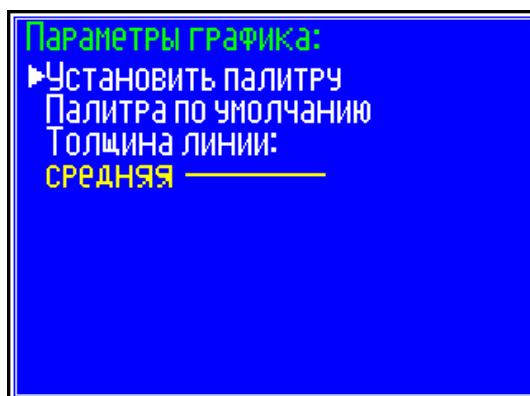 Параметры графика:
Установить палитру
Палитра по умолчанию
Толщина линии:
средняя